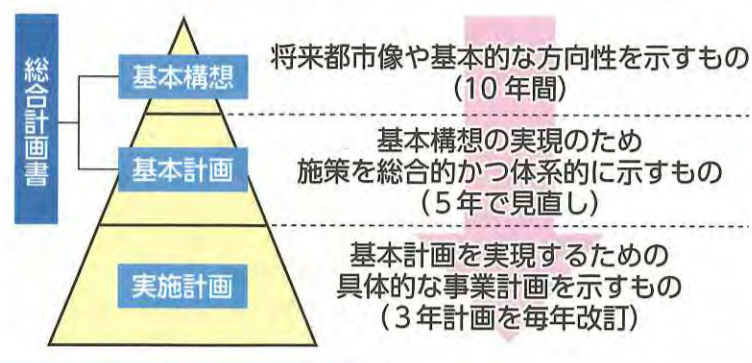 総合計画書
基本構想
将来都市像や基本的な方向性を示すもの
(10年間)
基本計画
基本構想の実現のため
施策を総合的かつ体系的に示すもの
(5年で見直し)
実施計画
基本計画を実現するための
具体的な事業計画を示すもの
(3年計画を毎年改訂)